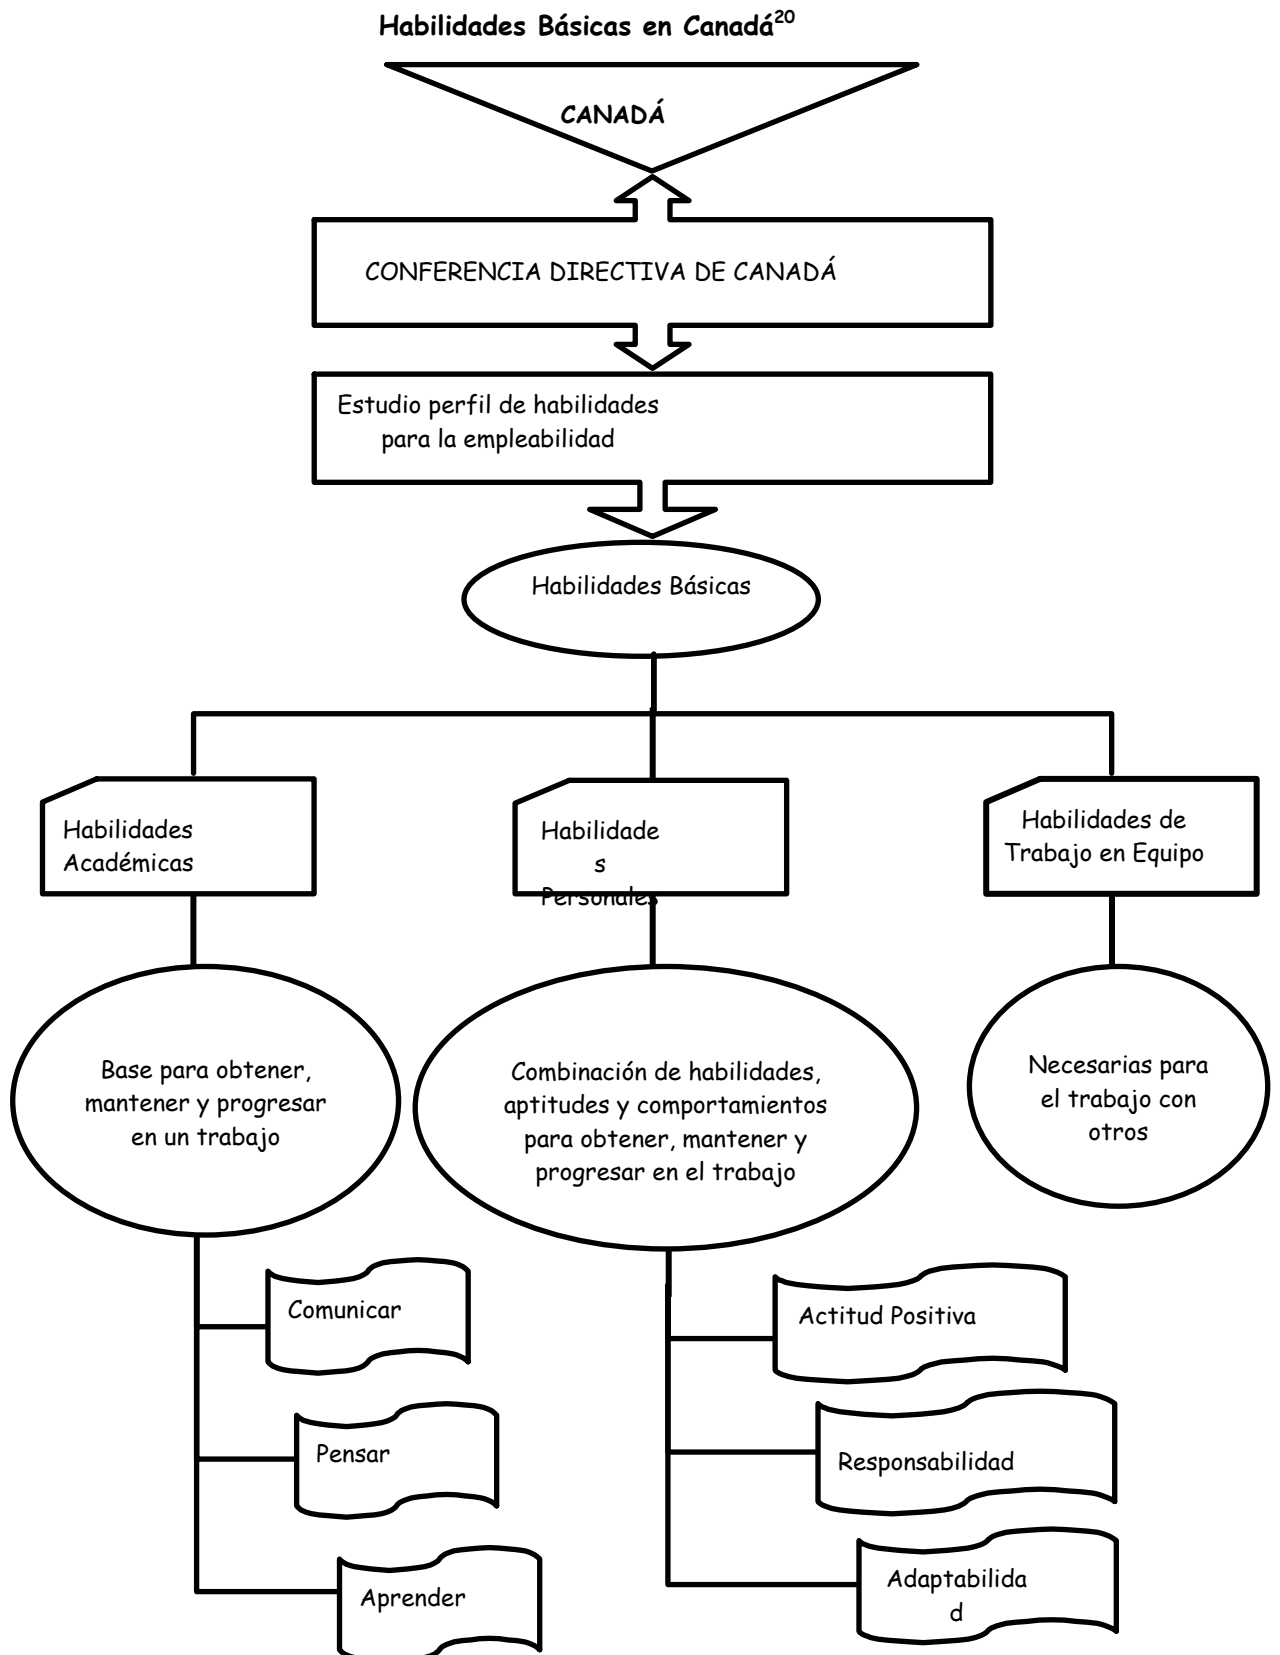 Habilidades Básicas en Canadá20
CANADÁ
CONFERENCIA DIRECTIVA DE CANADÁ
Estudio perfil de habilidades
para la empleabilidad
Habilidades Básicas
Habilidades
Académicas
Habilidade
s
Personales
Habilidades de
Trabajo en Equipo
Base para obtener,
mantener y progresar
en un trabajo
Combinación de habilidades,
aptitudes y comportamientos
para obtener, mantener y
progresar en el trabajo
Necesarias para
el trabajo con
otros
Comunicar
Pensar
Aprender
Actitud Positiva
Responsabilidad
Adaptabilida
d